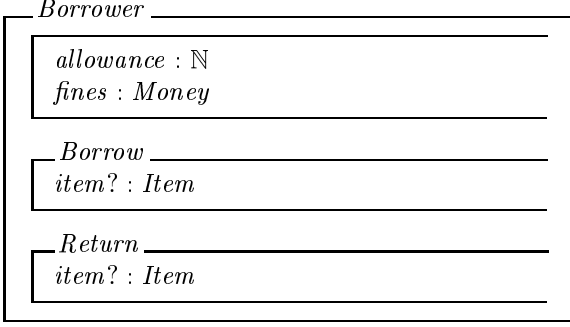 Borrower
allowance : ℕ
fines : Money
Borrow
item? : Item
Return
item? : Item